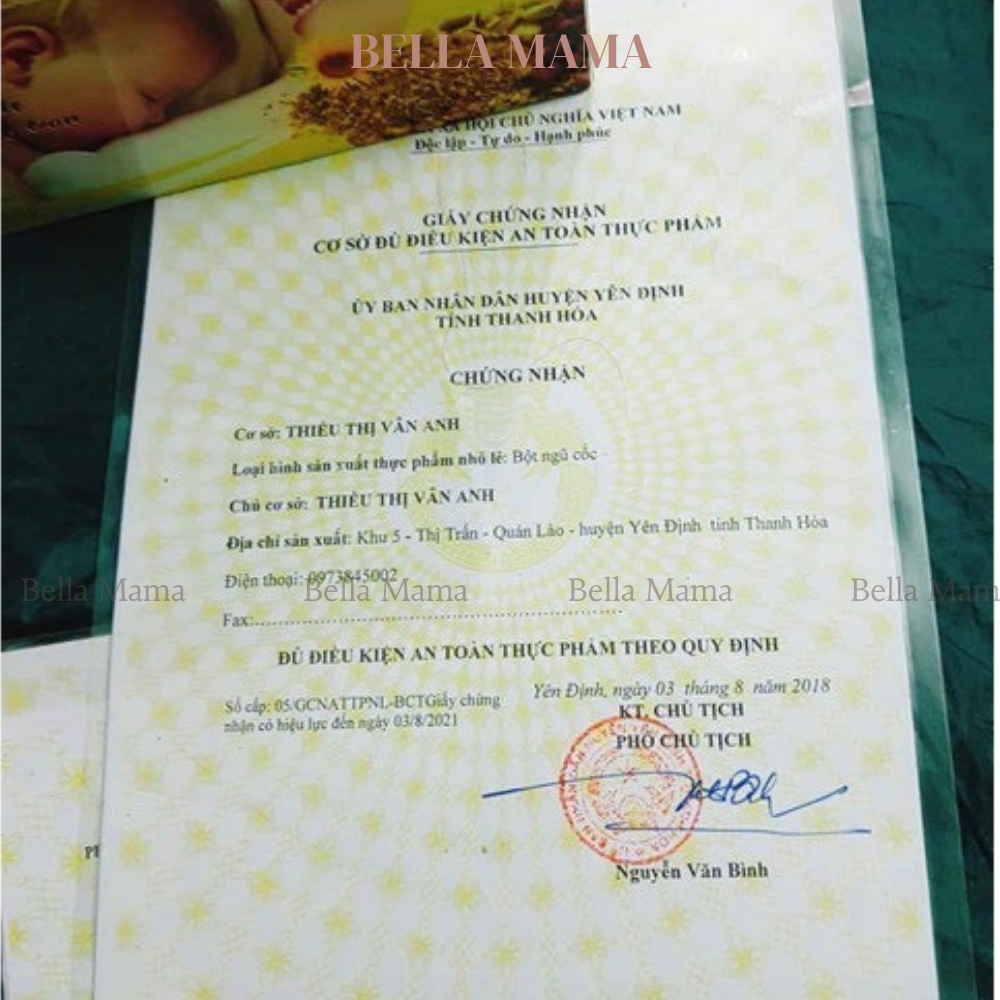 BELLA MAMA
XÃ HỘI CHỦ NGHĨA VIỆT NAM
Độc lập - Tự do - Hạnh phúc
GIẤY CHỨNG NHẬN
CƠ SỞ ĐỦ ĐIỀU KIỆN AN TOÀN THỰC PHẨM
ỦY BAN NHÂN DÂN HUYỆN YÊN ĐỊNH
TỈNH THANH HÓA
CHỨNG NHẬN
Cơ sở: THIỀU THỊ VÂN ANH
Loại hình sản xuất thực phẩm nhỏ lẻ: Bột ngũ cốc
Chủ cơ sở: THIỀU THỊ VÂN ANH
Địa chỉ sản xuất: Khu 5 - Thị Trấn - Quán Lào - huyện Yên Định tỉnh Thanh Hóa
Điện thoại: 0973845002
Bella Mama Bella Mama Bella Mama Bella Mam
Fax:
ĐỦ ĐIỀU KIỆN AN TOÀN THỰC PHẨM THEO QUY ĐỊNH
Yên Định, ngày 03 tháng 8 năm 2018
Số cấp: 05/GCNATTPNL-BCTGiấy chứng
nhận có hiệu lực đến ngày 03/8/2021
KT. CHỦ TỊCH
PHÓ CHỦ TỊCH
Nguyễn Văn Bình